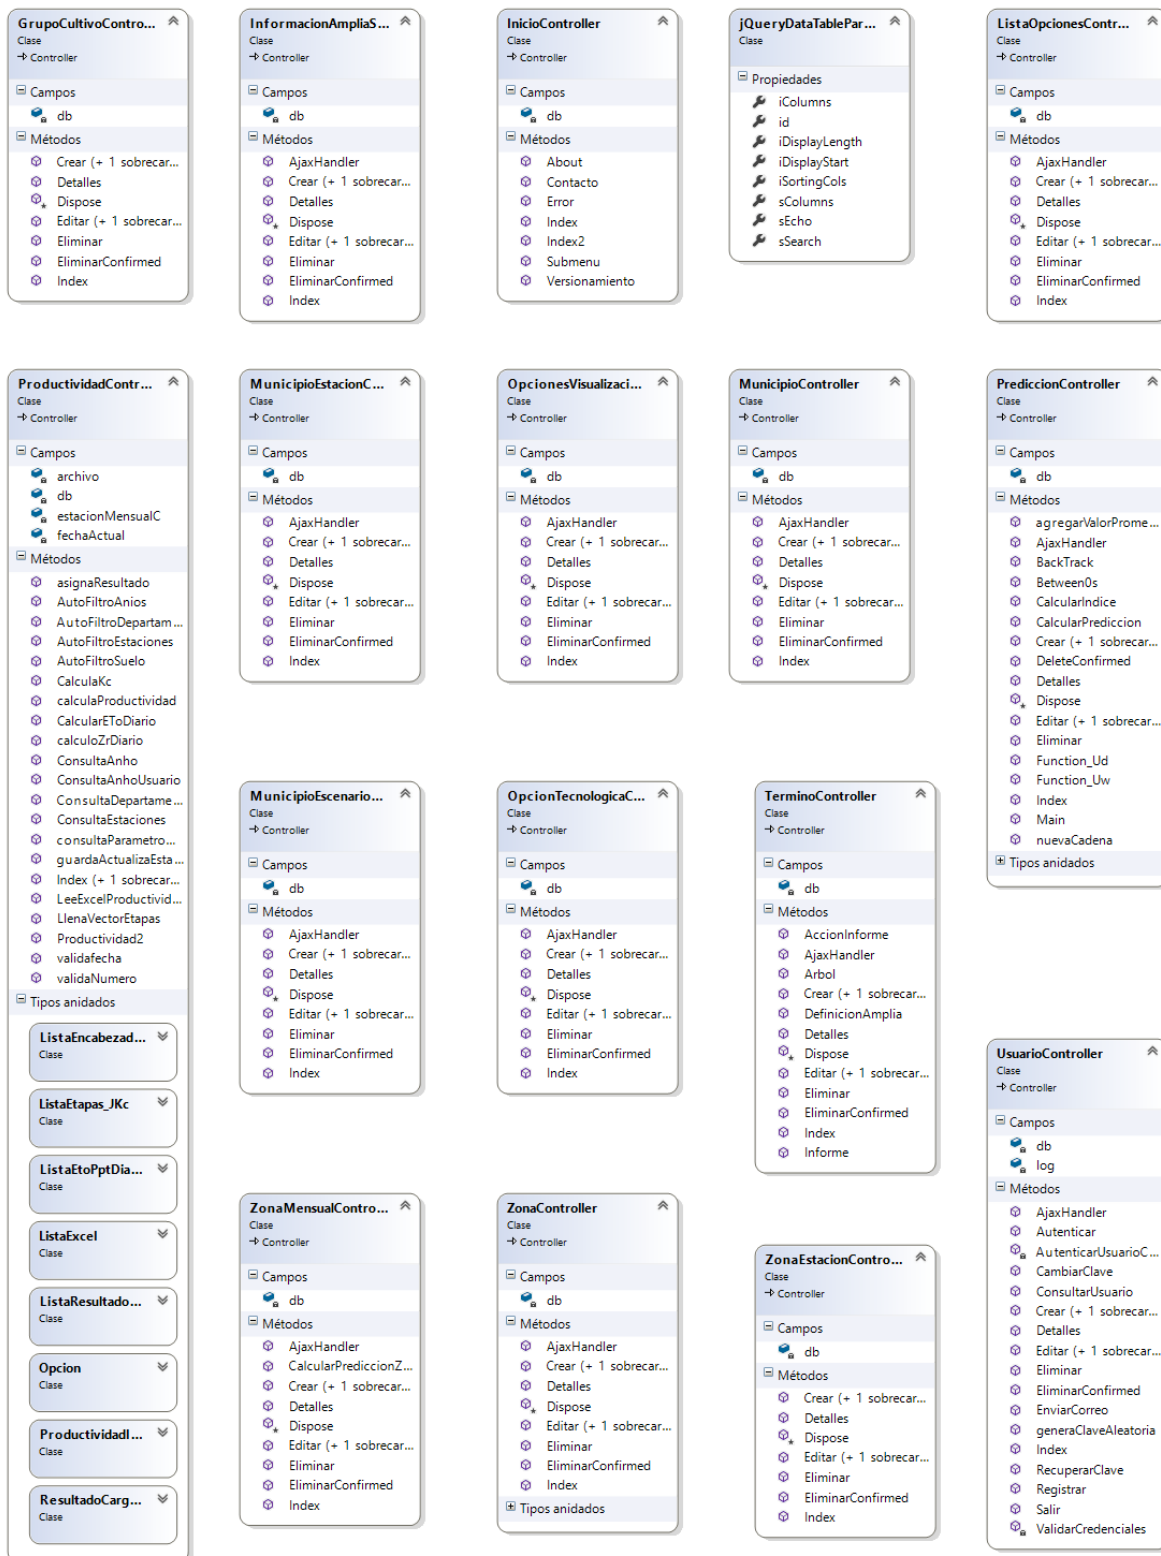 GrupoCultivoContro...
Clase
Controller
Campos
db
Métodos
Crear (+ 1 sobrecar...
Detalles
Dispose
Editar (+ 1 sobrecar...
Eliminar
EliminarConfirmed
Index
InformacionAmpliaS...
Clase
Controller
Campos
db
Métodos
AjaxHandler
Crear (+ 1 sobrecar...
Detalles
Dispose
Editar (+ 1 sobrecar...
Eliminar
EliminarConfirmed
Index
InicioController
Clase
Controller
Campos
db
Métodos
About
Contacto
Error
Index
Index2
Submenu
Versionamiento
jQueryDataTablePar...
Clase
Propiedades
iColumns
id
iDisplayLength
iDisplayStart
iSortingCols
sColumns
sEcho
sSearch
ListaOpcionesContr...
Clase
Controller
Campos
db
Métodos
AjaxHandler
Crear (+ 1 sobrecar...
Detalles
Dispose
Editar (+ 1 sobrecar...
Eliminar
EliminarConfirmed
Index
ProductividadContr...
Clase
Controller
Campos
archivo
db
estacionMensualC
fechaActual
Métodos
asignaResultado
AutoFiltroAnios
AutoFiltroDepartam...
AutoFiltroEstaciones
AutoFiltroSuelo
CalculaKc
calculaProductividad
CalcularEToDiario
calculoZrDiario
ConsultaAnho
ConsultaAnhoUsuario
ConsultaDepartame...
ConsultaEstaciones
consultaParametro...
guardaActualizaEsta...
Index (+ 1 sobrecar...
LeeExcelProductivid...
LlenaVectorEtapas
Productividad2
validafecha
validaNumero
Tipos anidados
ListaEncabezad...
Clase
ListaEtapas_JKc
Clase
ListaEtoPptDia...
Clase
ListaExcel
Clase
ListaResultado...
Clase
Opcion
Clase
ProductividadI...
Clase
ResultadoCarg...
Clase
MunicipioEstacionC...
Clase
Controller
Campos
db
Métodos
AjaxHandler
Crear (+ 1 sobrecar...
Detalles
Dispose
Editar (+ 1 sobrecar...
Eliminar
EliminarConfirmed
Index
OpcionesVisualizaci...
Clase
Controller
Campos
db
Métodos
AjaxHandler
Crear (+ 1 sobrecar...
Detalles
Dispose
Editar (+ 1 sobrecar...
Eliminar
EliminarConfirmed
Index
MunicipioController
Clase
Controller
Campos
db
Métodos
AjaxHandler
Crear (+ 1 sobrecar...
Detalles
Dispose
Editar (+ 1 sobrecar...
Eliminar
EliminarConfirmed
Index
PrediccionController
Clase
Controller
Campos
db
Métodos
agregarValorProme...
AjaxHandler
BackTrack
Between0s
CalcularIndice
CalcularPrediccion
Crear (+ 1 sobrecar...
DeleteConfirmed
Detalles
Dispose
Editar (+ 1 sobrecar...
Eliminar
Function_Ud
Function_Uw
Index
Main
nuevaCadena
Tipos anidados
MunicipioEscenario...
Clase
Controller
Campos
db
Métodos
AjaxHandler
Crear (+ 1 sobrecar...
Detalles
Dispose
Editar (+ 1 sobrecar...
Eliminar
EliminarConfirmed
Index
OpcionTecnologicaC...
Clase
Controller
Campos
db
Métodos
AjaxHandler
Crear (+ 1 sobrecar...
Detalles
Dispose
Editar (+ 1 sobrecar...
Eliminar
EliminarConfirmed
Index
TerminoController
Clase
Controller
Campos
db
Métodos
AccionInforme
AjaxHandler
Arbol
Crear (+ 1 sobrecar...
DefinicionAmplia
Detalles
Dispose
Editar (+ 1 sobrecar...
Eliminar
EliminarConfirmed
Index
Informe
UsuarioController
Clase
Controller
Campos
db
log
Métodos
AjaxHandler
Autenticar
AutenticarUsuarioC...
CambiarClave
ConsultarUsuario
Crear (+ 1 sobrecar...
Detalles
Editar (+ 1 sobrecar...
Eliminar
EliminarConfirmed
EnviarCorreo
generaClaveAleatoria
Index
RecuperarClave
Registrar
Salir
ValidarCredenciales
ZonaMensualContro...
Clase
Controller
Campos
db
Métodos
AjaxHandler
CalcularPrediccionZ...
Crear (+ 1 sobrecar...
Detalles
Dispose
Editar (+ 1 sobrecar...
Eliminar
EliminarConfirmed
Index
ZonaController
Clase
Controller
Campos
db
Métodos
AjaxHandler
Crear (+ 1 sobrecar...
Detalles
Dispose
Editar (+ 1 sobrecar...
Eliminar
EliminarConfirmed
Index
Tipos anidados
ZonaEstacionContro...
Clase
Controller
Campos
db
Métodos
Crear (+ 1 sobrecar...
Detalles
Dispose
Editar (+ 1 sobrecar...
Eliminar
EliminarConfirmed
Index